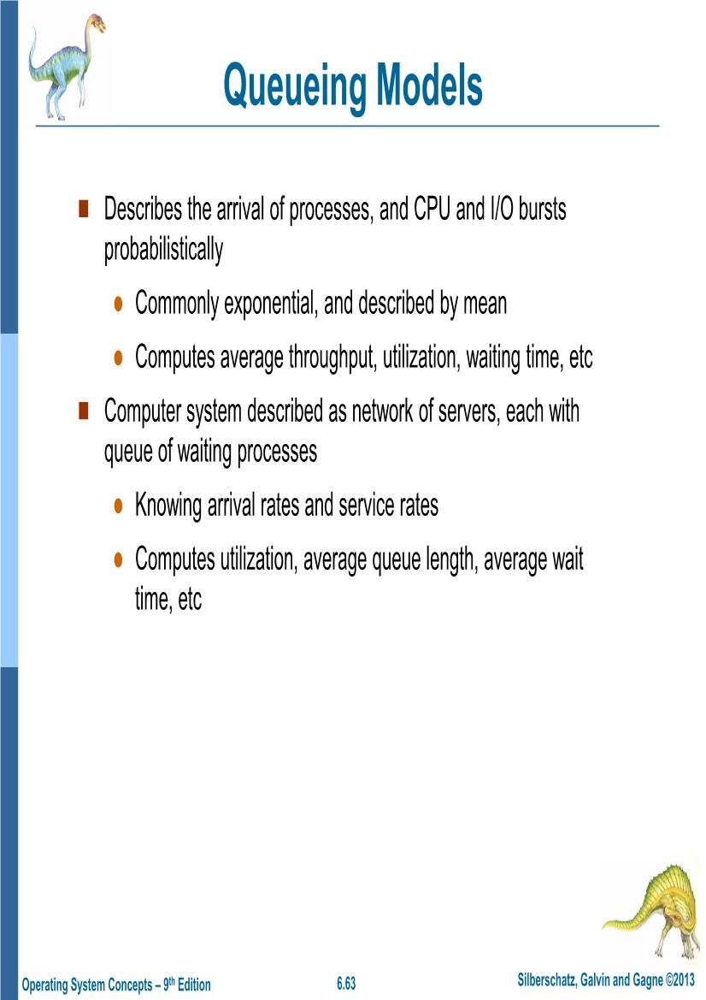 Queueing Models
■ Describes the arrival of processes, and CPU and I/O bursts
probabilistically
● Commonly exponential, and described by mean
● Computes average throughput, utilization, waiting time, etc
■ Computer system described as network of servers, each with
queue of waiting processes
● Knowing arrival rates and service rates
● Computes utilization, average queue length, average wait
time, etc
Operating System Concepts – 9th Edition
6.63
Silberschatz, Galvin and Gagne ©2013